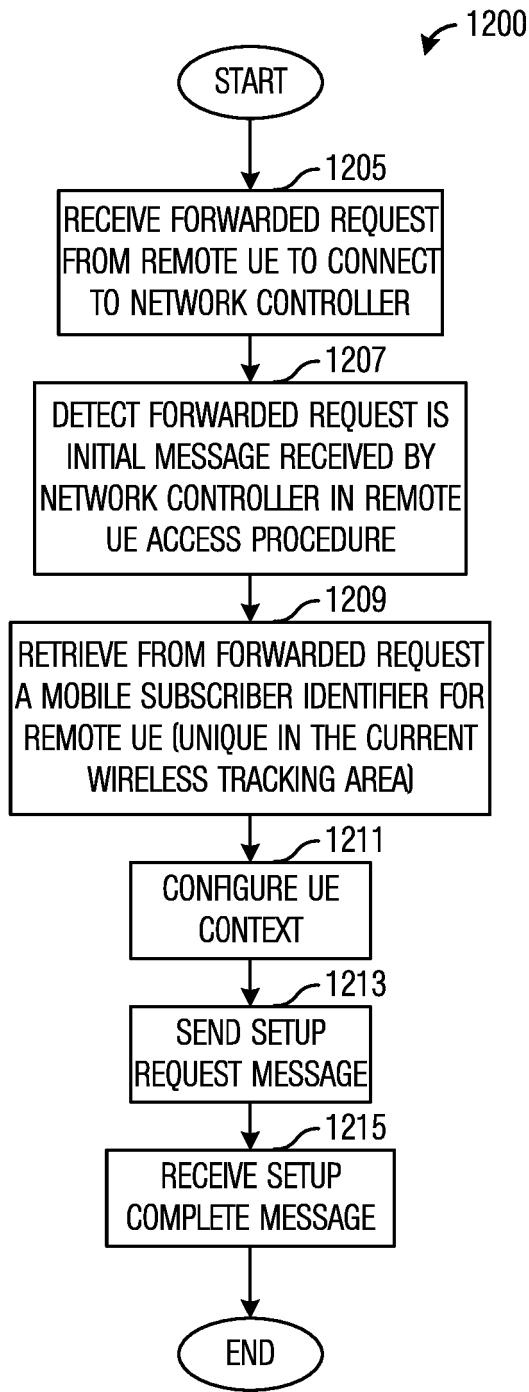 1200
START
1205
RECEIVE FORWARDED REQUEST
FROM REMOTE UE TO CONNECT
TO NETWORK CONTROLLER
1207
DETECT FORWARDED REQUEST IS
INITIAL MESSAGE RECEIVED BY
NETWORK CONTROLLER IN REMOTE
UE ACCESS PROCEDURE
1209
RETRIEVE FROM FORWARDED REQUEST
A MOBILE SUBSCRIBER IDENTIFIER FOR
REMOTE UE (UNIQUE IN THE CURRENT
WIRELESS TRACKING AREA)
1211
CONFIGURE UE
CONTEXT
1213
SEND SETUP
REQUEST MESSAGE
1215
RECEIVE SETUP
COMPLETE MESSAGE
END